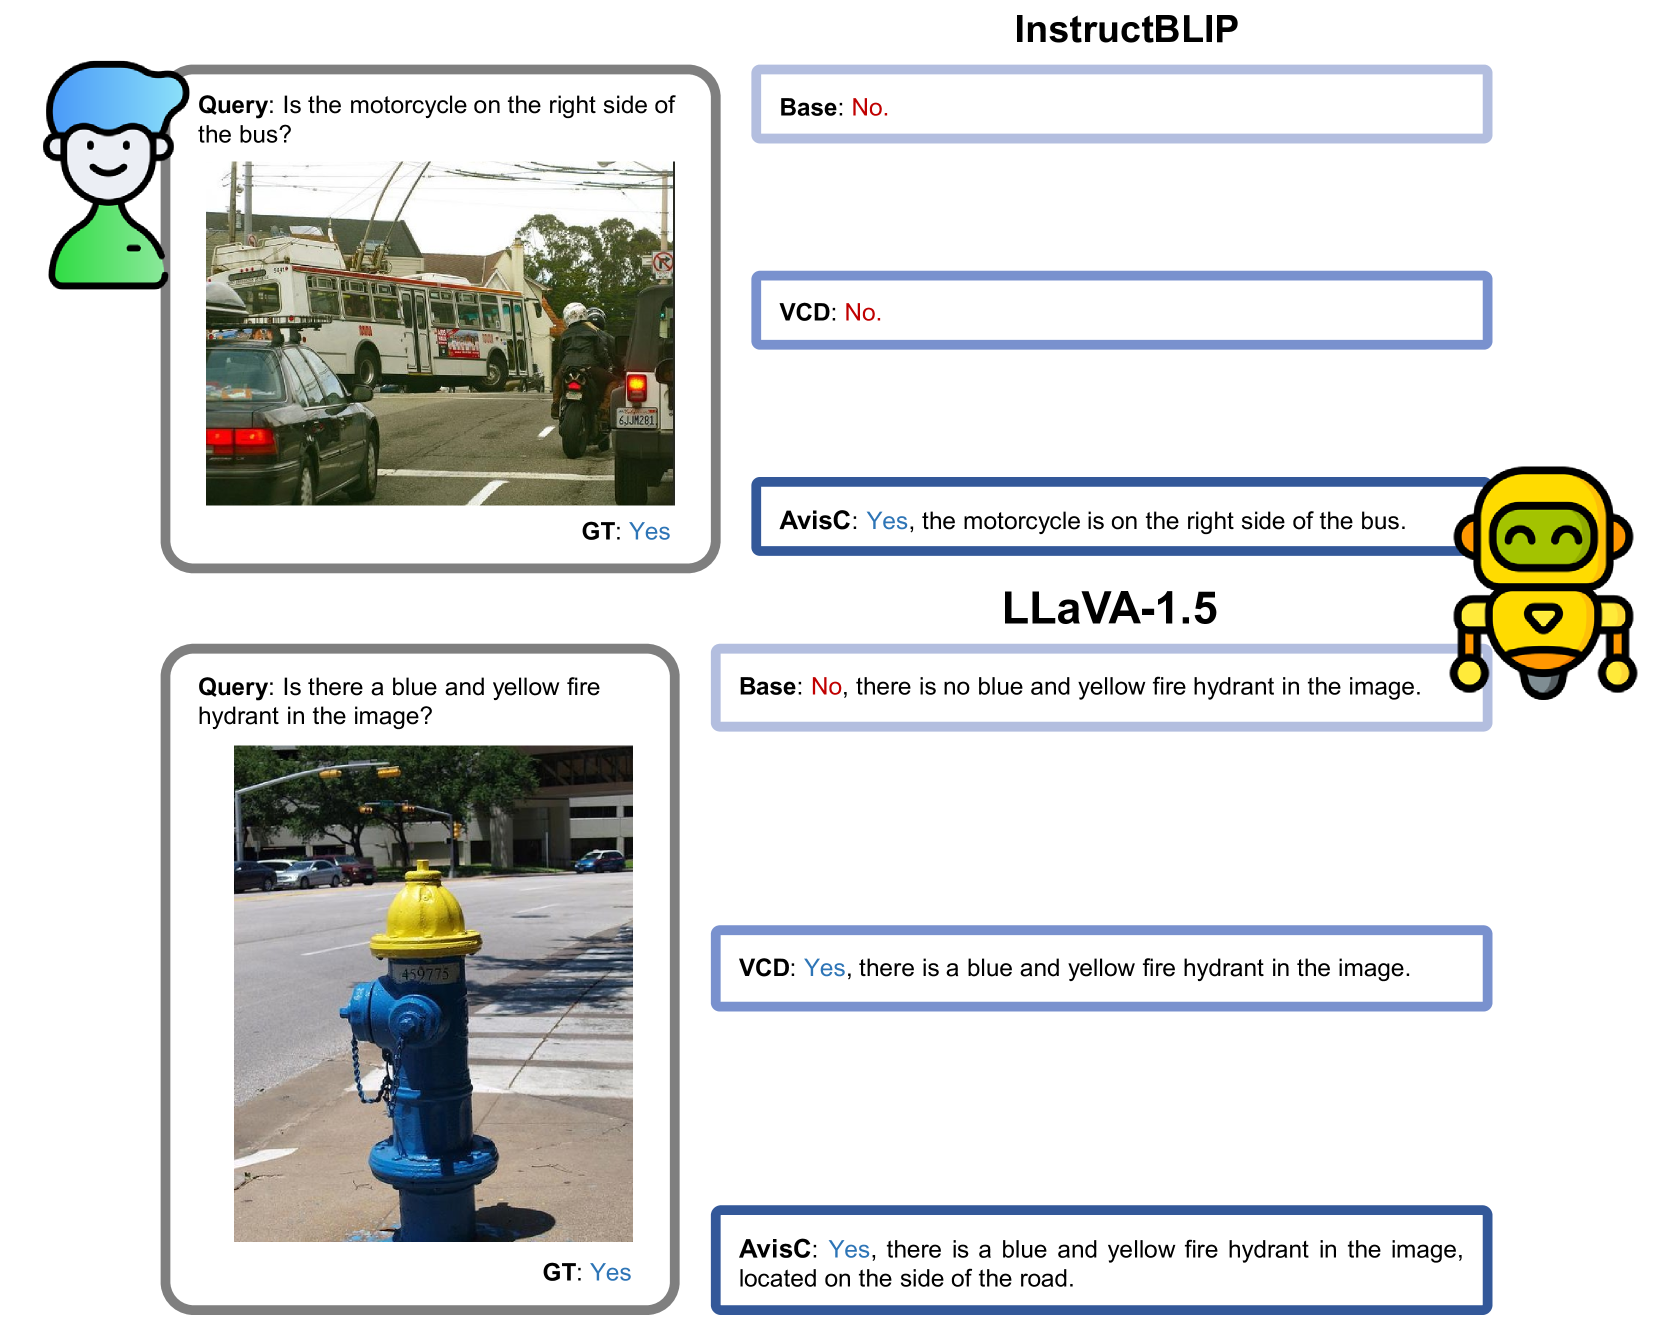 InstructBLIP
Query: Is the motorcycle on the right side of
the bus?
6JJM281
GT: Yes
Base: No.
VCD: No.
AvisC: Yes, the motorcycle is on the right side of the bus.
LLaVA-1.5
Query: Is there a blue and yellow fire
hydrant in the image?
459775
GT: Yes
Base: No, there is no blue and yellow fire hydrant in the image.
VCD: Yes, there is a blue and yellow fire hydrant in the image.
AvisC: Yes, there is a blue and yellow fire hydrant in the image,
located on the side of the road.